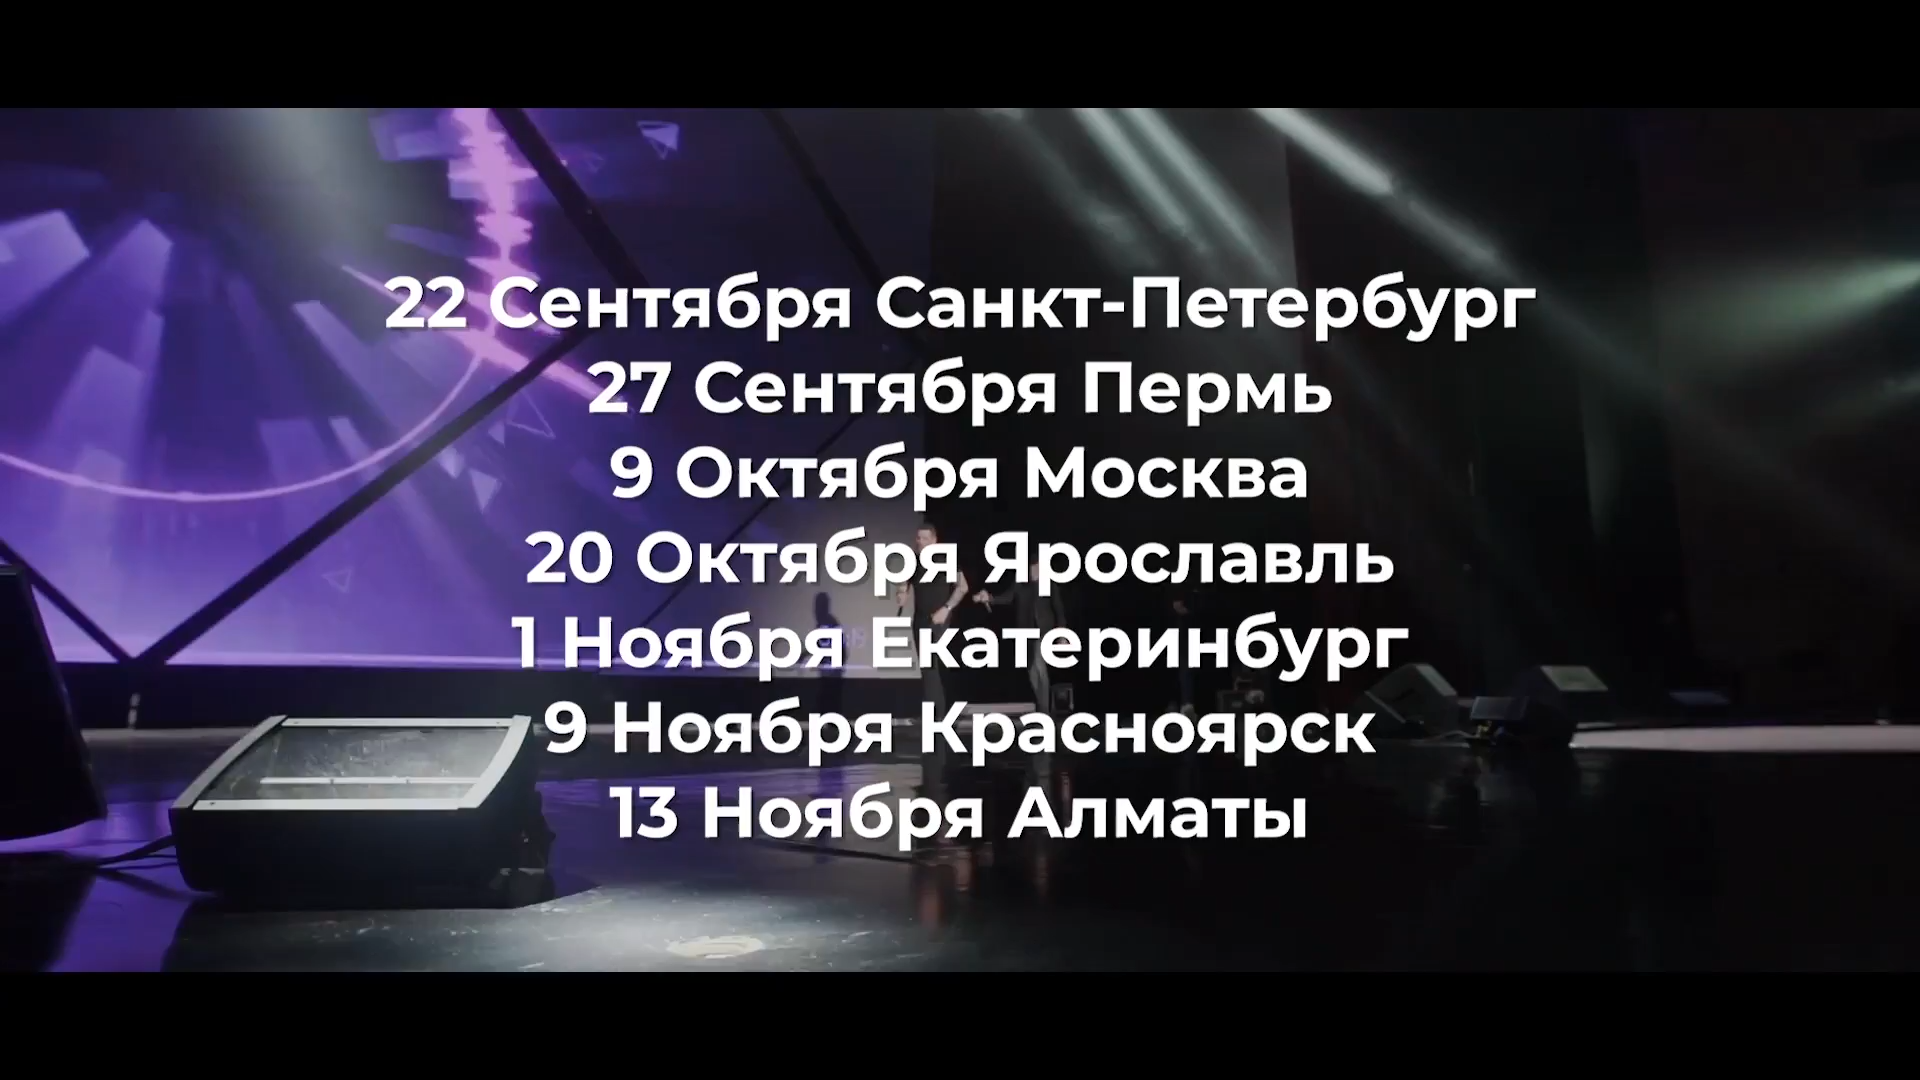 22 Сентября Санкт-Петербург
27 Сентября Пермь
9 Октября Москва
20 Октября Ярославль
1 Ноября Екатеринбург
9 Ноября Красноярск
13 Ноября Алматы